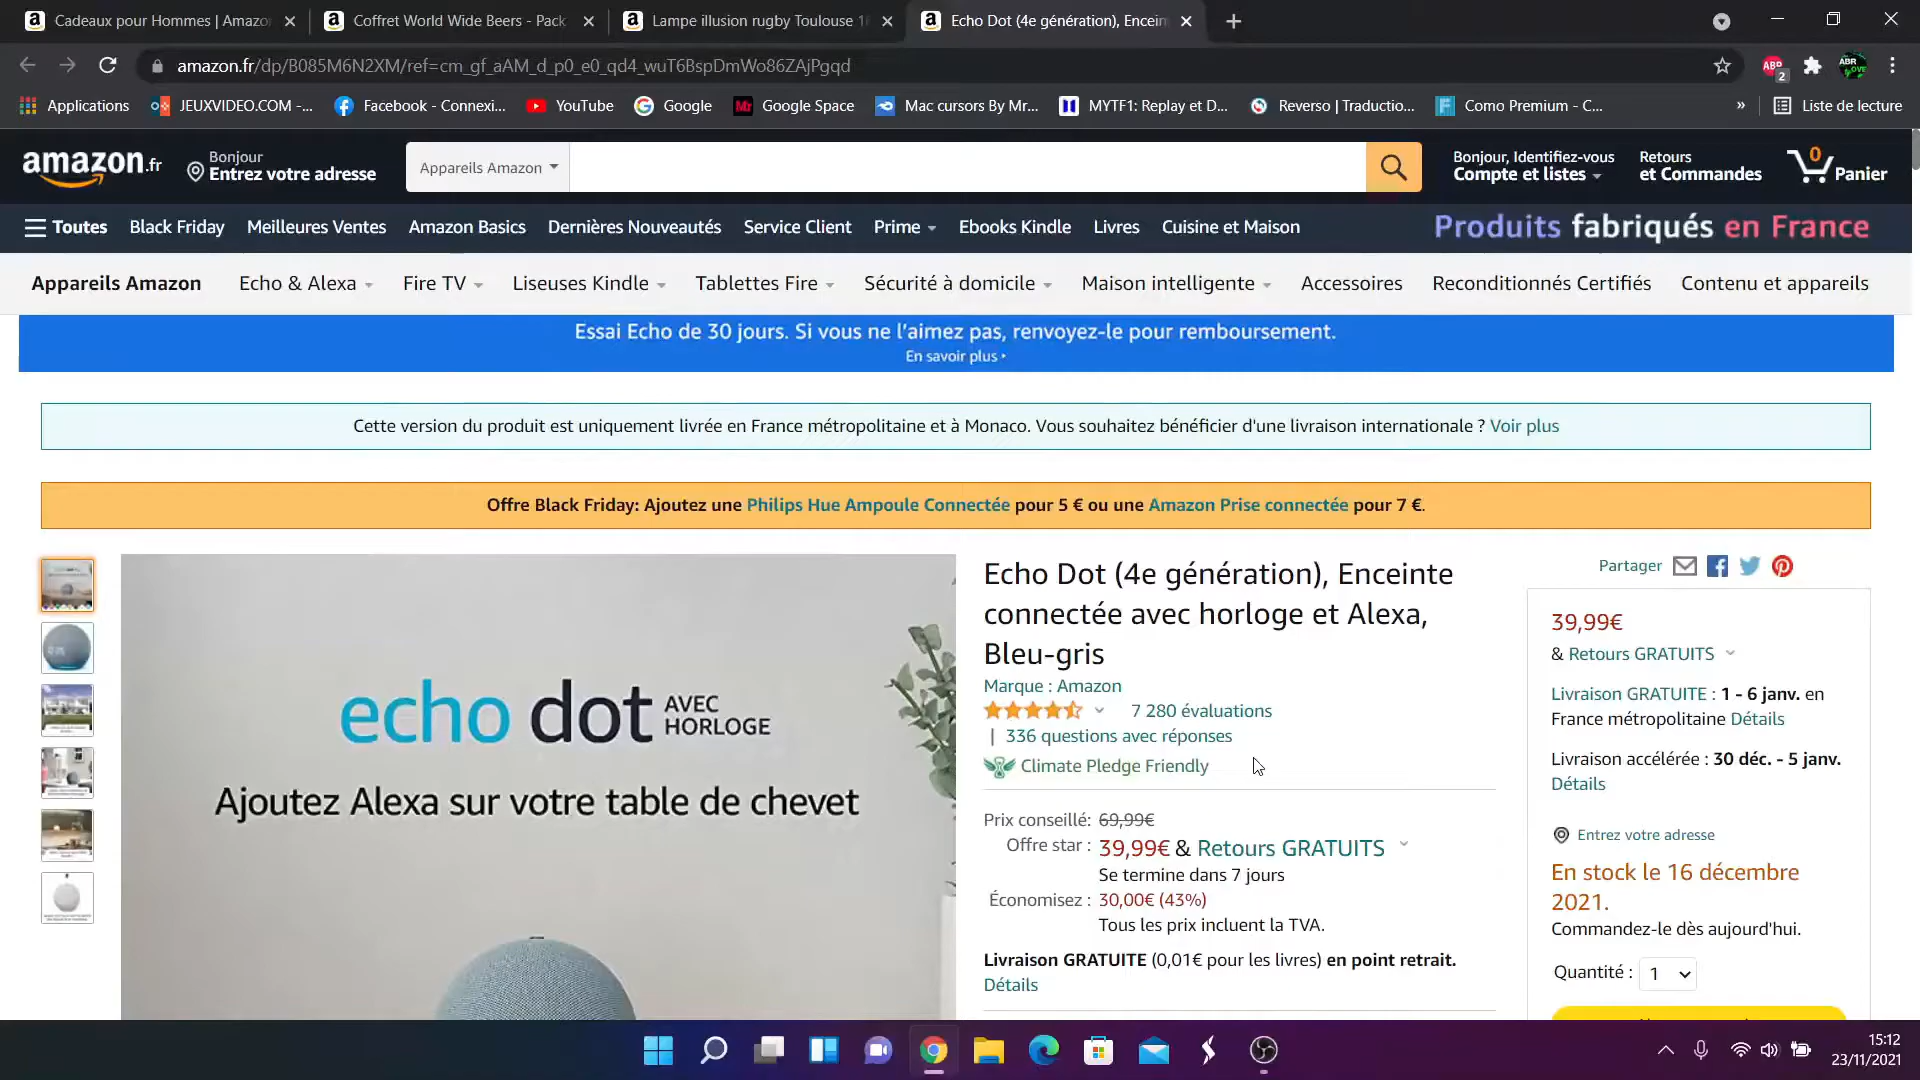 Cadeaux pour Hommes | Amazo
Coffret World Wide Beers - Pack
Lampe illusion rugby Toulouse 1
Echo Dot (4e génération), Encein
amazon.fr/dp/B085M6N2XM/ref=cm_gf_aAM_d_p0_e0_qd4_wuT6BspDmWo86ZAjPgqd
ABP 2
ABR LOVE
Applications
JEUXVIDEO.COM -...
Facebook - Connexi...
YouTube
Google
Mr Google Space
Mac cursors By Mr...
MYTF1: Replay et D...
Reverso | Traductio...
Como Premium - C...
»
Liste de lecture
amazon.fr
Bonjour
Entrez votre adresse
Appareils Amazon
Bonjour, Identifiez-vous
Compte et listes
Retours
et Commandes
0
Panier
Toutes
Black Friday
Meilleures Ventes
Amazon Basics
Dernières Nouveautés
Service Client
Prime
Ebooks Kindle
Livres
Cuisine et Maison
Produits fabriqués en France
Appareils Amazon
Echo & Alexa
Fire TV
Liseuses Kindle
Tablettes Fire
Sécurité à domicile
Maison intelligente
Accessoires
Reconditionnés Certifiés
Contenu et appareils
Essai Echo de 30 jours. Si vous ne l'aimez pas, renvoyez-le pour remboursement.
En savoir plus ›
Cette version du produit est uniquement livrée en France métropolitaine et à Monaco. Vous souhaitez bénéficier d'une livraison internationale ? Voir plus
Offre Black Friday: Ajoutez une Philips Hue Ampoule Connectée pour 5 € ou une Amazon Prise connectée pour 7 €.
echo dot AVEC
HORLOGE
Ajoutez Alexa sur votre table de chevet
Echo Dot (4e génération), Enceinte
connectée avec horloge et Alexa,
Bleu-gris
Marque : Amazon
7 280 évaluations
| 336 questions avec réponses
Climate Pledge Friendly
Prix conseillé: 69,99€
Offre star : 39,99€ & Retours GRATUITS
Se termine dans 7 jours
Économisez : 30,00€ (43%)
Tous les prix incluent la TVA.
Livraison GRATUITE (0,01€ pour les livres) en point retrait.
Détails
Partager
39,99€
& Retours GRATUITS
Livraison GRATUITE : 1 - 6 janv. en
France métropolitaine Détails
Livraison accélérée : 30 déc. - 5 janv.
Détails
Entrez votre adresse
En stock le 16 décembre
2021.
Commandez-le dès aujourd'hui.
Quantité : 1
15:12
23/11/2021